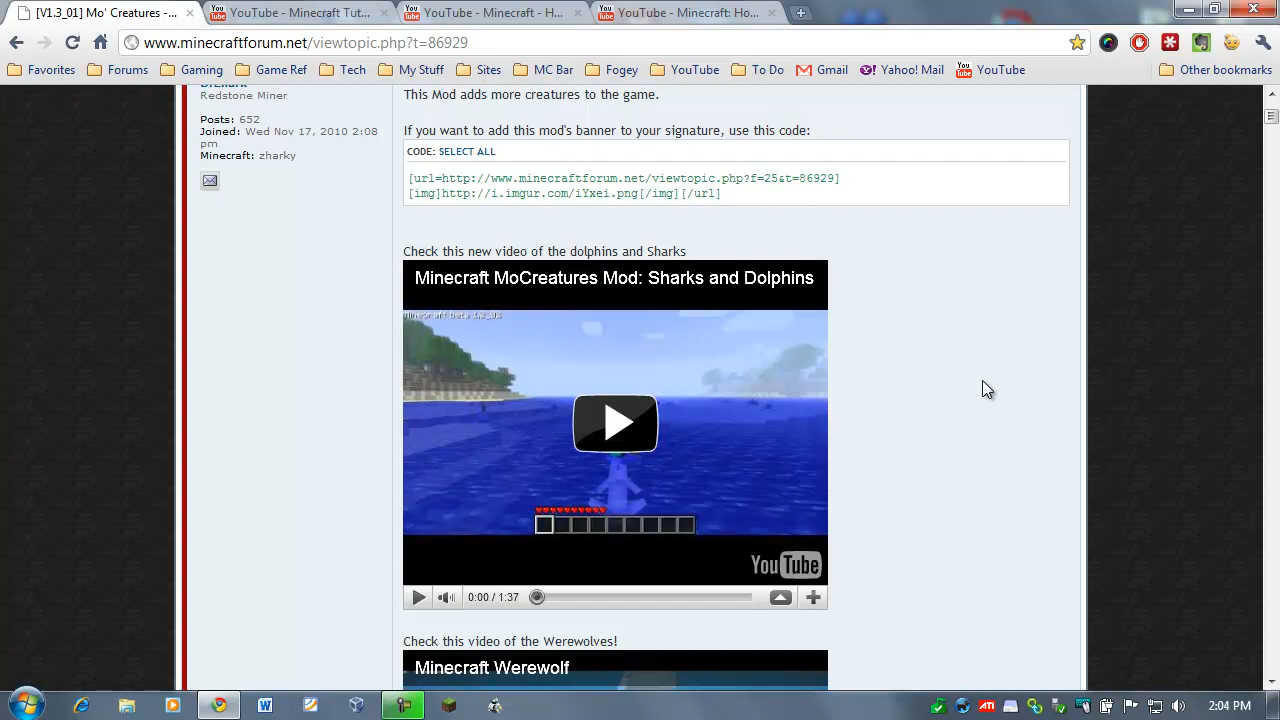 [V1.3_01] Mo' Creatures -...
YouTube - Minecraft Tut...
YouTube - Minecraft - H...
YouTube - Minecraft: Ho...
www.minecraftforum.net/viewtopic.php?t=86929
Favorites Forums Gaming Game Ref Tech My Stuff Sites MC Bar Fogey YouTube To Do Gmail Yahoo! Mail YouTube Other bookmarks
Redstone Miner
Posts: 652
Joined: Wed Nov 17, 2010 2:08
pm
Minecraft: zharky
This Mod adds more creatures to the game.
If you want to add this mod's banner to your signature, use this code:
CODE: SELECT ALL
[url=http://www.minecraftforum.net/viewtopic.php?f=25&t=86929]
[img]http://i.imgur.com/iYxei.png[/img][/url]
Check this new video of the dolphins and Sharks
Minecraft MoCreatures Mod: Sharks and Dolphins
YouTube
0:00 / 1:37
Check this video of the Werewolves!
Minecraft Werewolf
2:04 PM